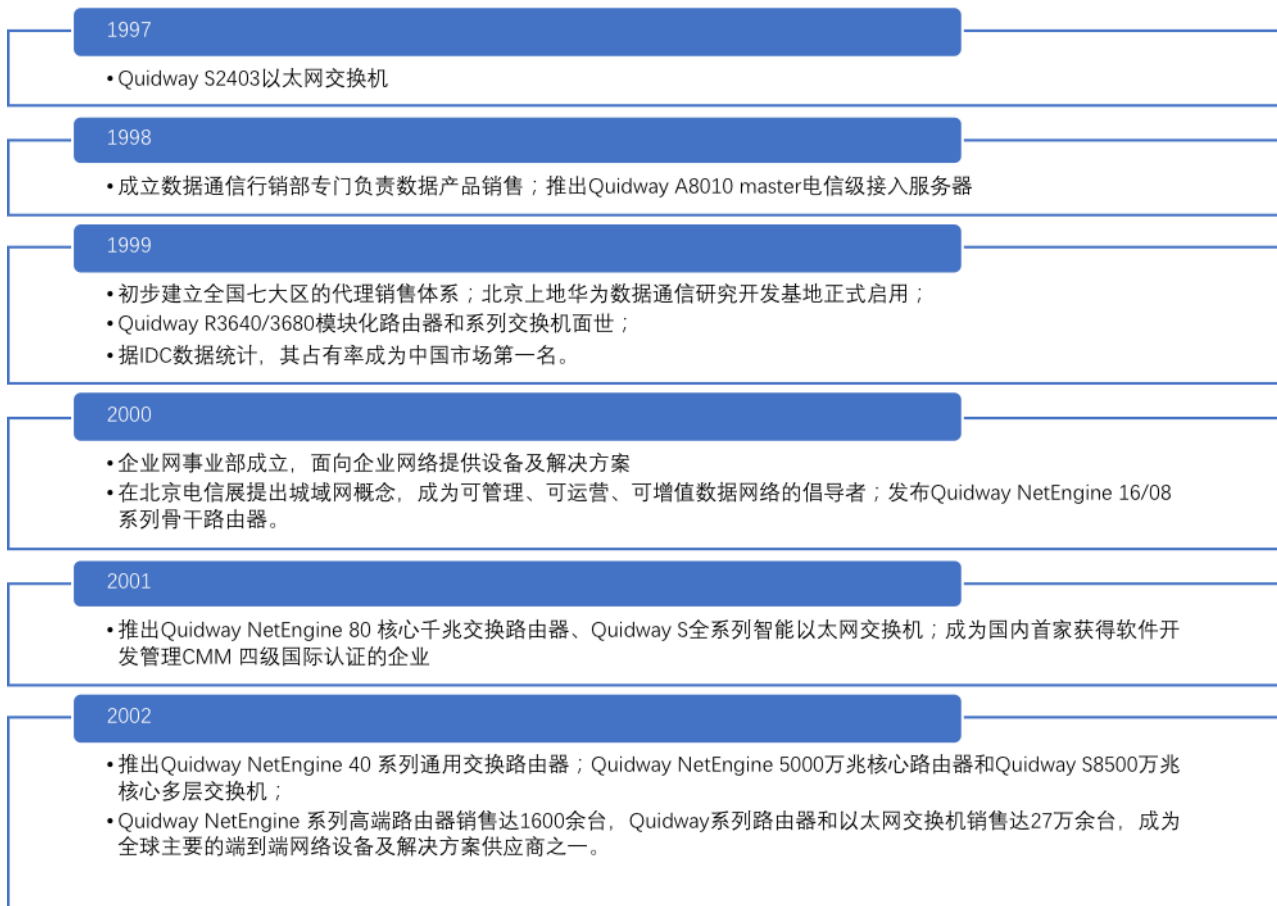 1997
•Quidway S2403以太网交换机
1998
•成立数据通信行销部专门负责数据产品销售；推出Quidway A8010 master电信级接入服务器
1999
•初步建立全国七大区的代理销售体系；北京上地华为数据通信研究开发基地正式启用；
•Quidway R3640/3680模块化路由器和系列交换机面世；
•据IDC数据统计，其占有率成为中国市场第一名。
2000
•企业网事业部成立，面向企业网络提供设备及解决方案
•在北京电信展提出城域网概念，成为可管理、可运营、可增值数据网络的倡导者；发布Quidway NetEngine 16/08
系列骨干路由器。
2001
•推出Quidway NetEngine 80 核心千兆交换路由器、Quidway S全系列智能以太网交换机；成为国内首家获得软件开
发管理CMM 四级国际认证的企业
2002
•推出Quidway NetEngine 40 系列通用交换路由器；Quidway NetEngine 5000万兆核心路由器和Quidway S8500万兆
核心多层交换机；
•Quidway NetEngine 系列高端路由器销售达1600余台，Quidway系列路由器和以太网交换机销售达27万余台，成为
全球主要的端到端网络设备及解决方案供应商之一。